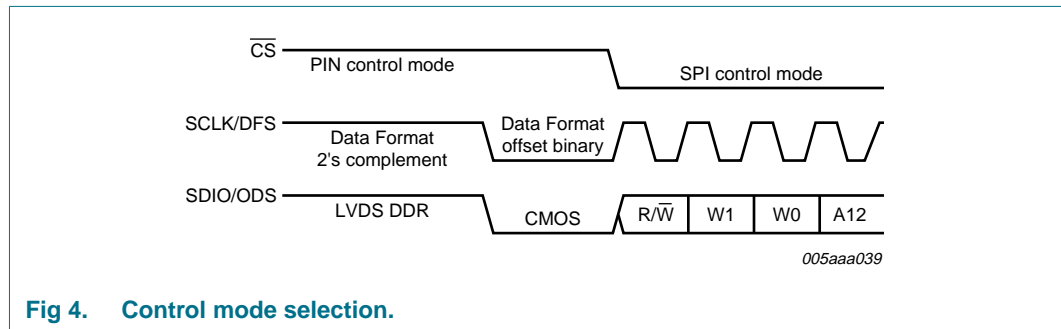 CS
PIN control mode
SPI control mode
SCLK/DFS
Data Format
2's complement
Data Format
offset binary
SDIO/ODS
LVDS DDR
CMOS
R/W
W1
W0
A12
005aaa039
Fig 4. Control mode selection.